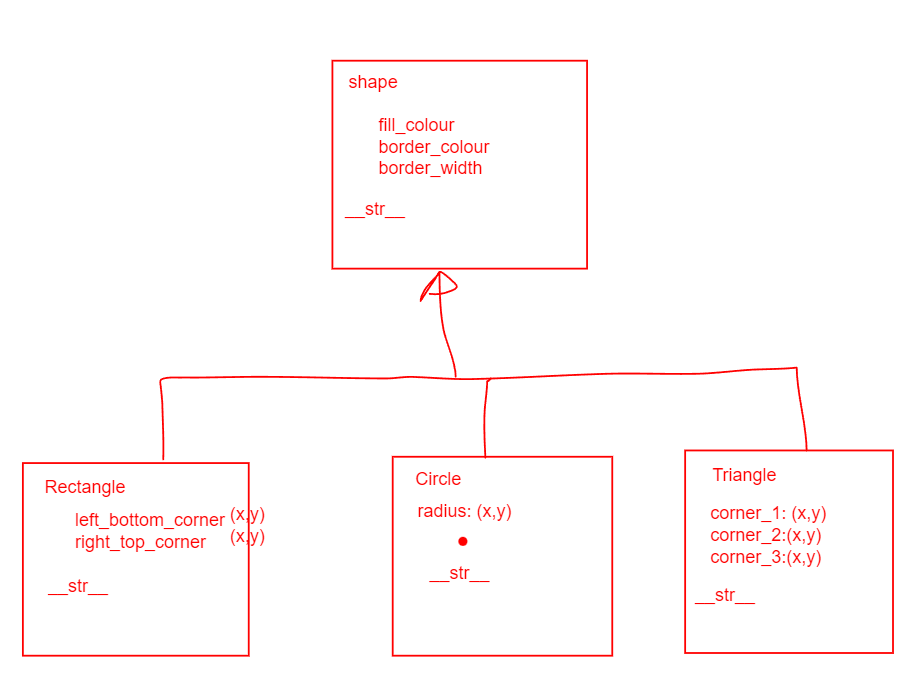 shape
fill_colour
border_colour
border_width
__str__
Rectangle
left_bottom_corner (x,y)
right_top_corner (x,y)
__str__
Circle
radius: (x,y)
__str__
Triangle
corner_1: (x,y)
corner_2:(x,y)
corner_3:(x,y)
__str__